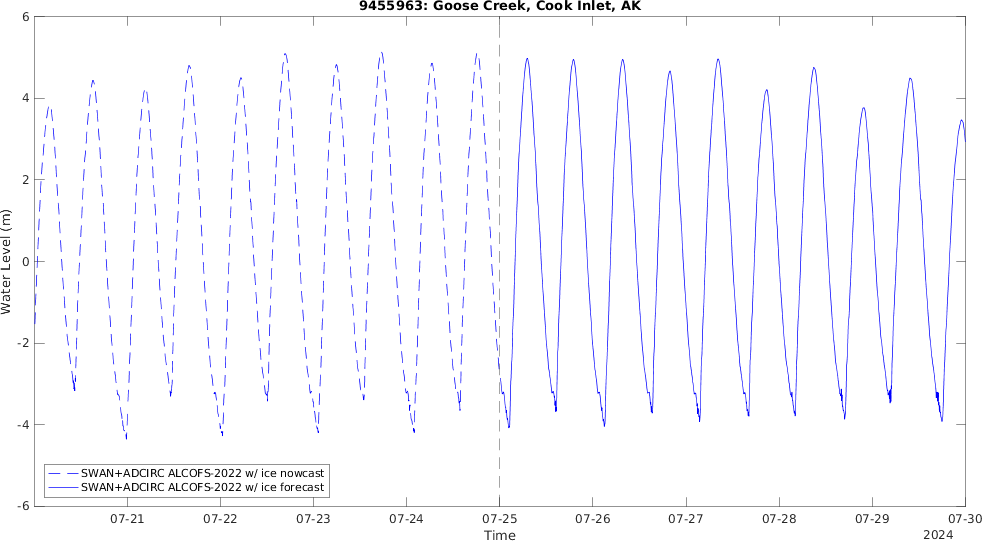 9455963: Goose Creek, Cook Inlet, AK
Water Level (m)
6
4
2
0
-2
-4
-6
SWAN+ADCIRC ALCOFS-2022 w/ ice nowcast
SWAN+ADCIRC ALCOFS-2022 w/ ice forecast
07-21 07-22 07-23 07-24 07-25 07-26 07-27 07-28 07-29 07-30
Time
2024